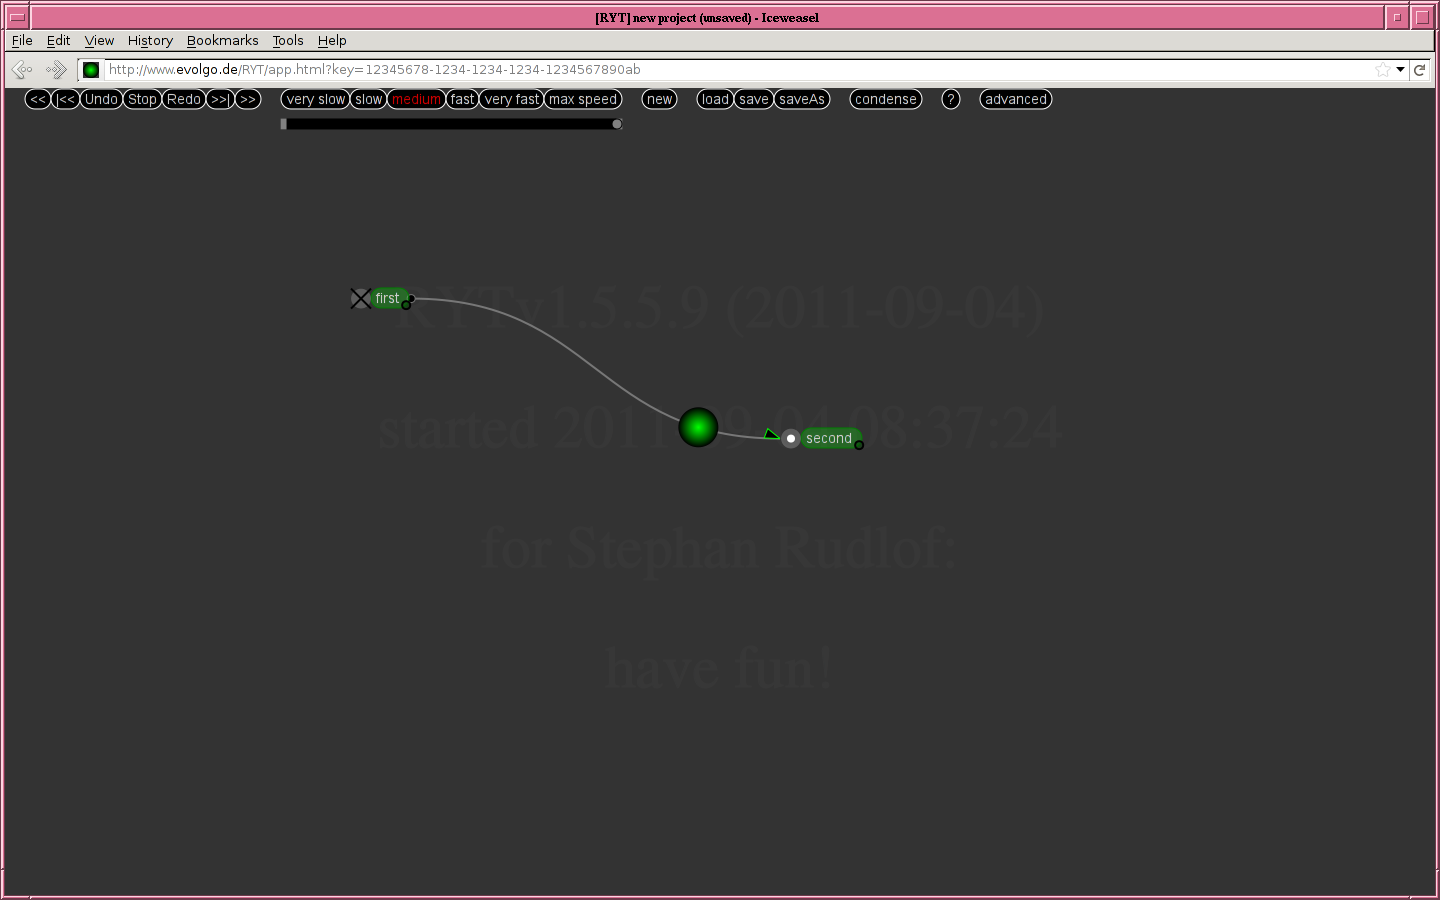 [RYT] new project (unsaved) - Iceweasel
File Edit View History Bookmarks Tools Help
http://www.evolgo.de/RYT/app.html?key=12345678-1234-1234-1234-1234567890ab
<< |<< Undo Stop Redo >>| >> very slow slow medium fast very fast max speed new load save saveAs condense ? advanced
first
RYTv1.5.5.9 (2011-09-04)
started 2011-09-04 08:37:24
second
for Stephan Rudlof:
have fun!